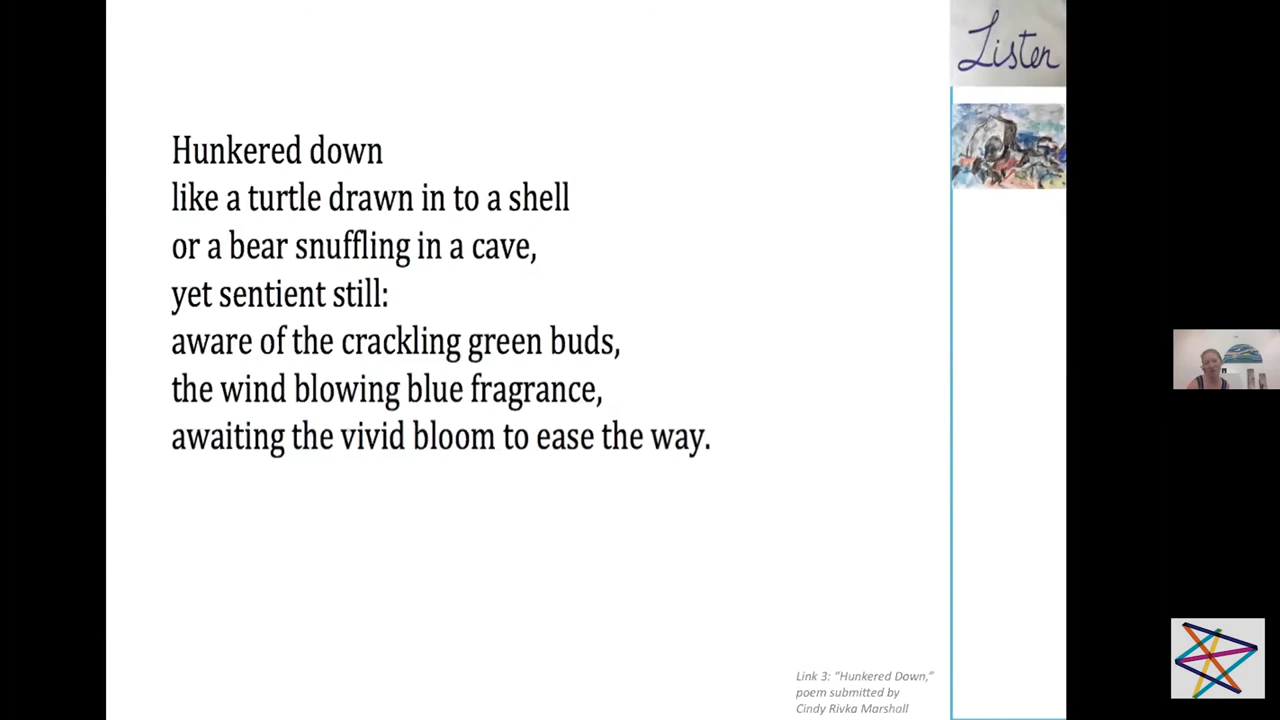 Listen
Hunkered down
like a turtle drawn in to a shell
or a bear snuffling in a cave,
yet sentient still:
aware of the crackling green buds,
the wind blowing blue fragrance,
awaiting the vivid bloom to ease the way.
Link 3: "Hunkered Down,"
poem submitted by
Cindy Rivka Marshall